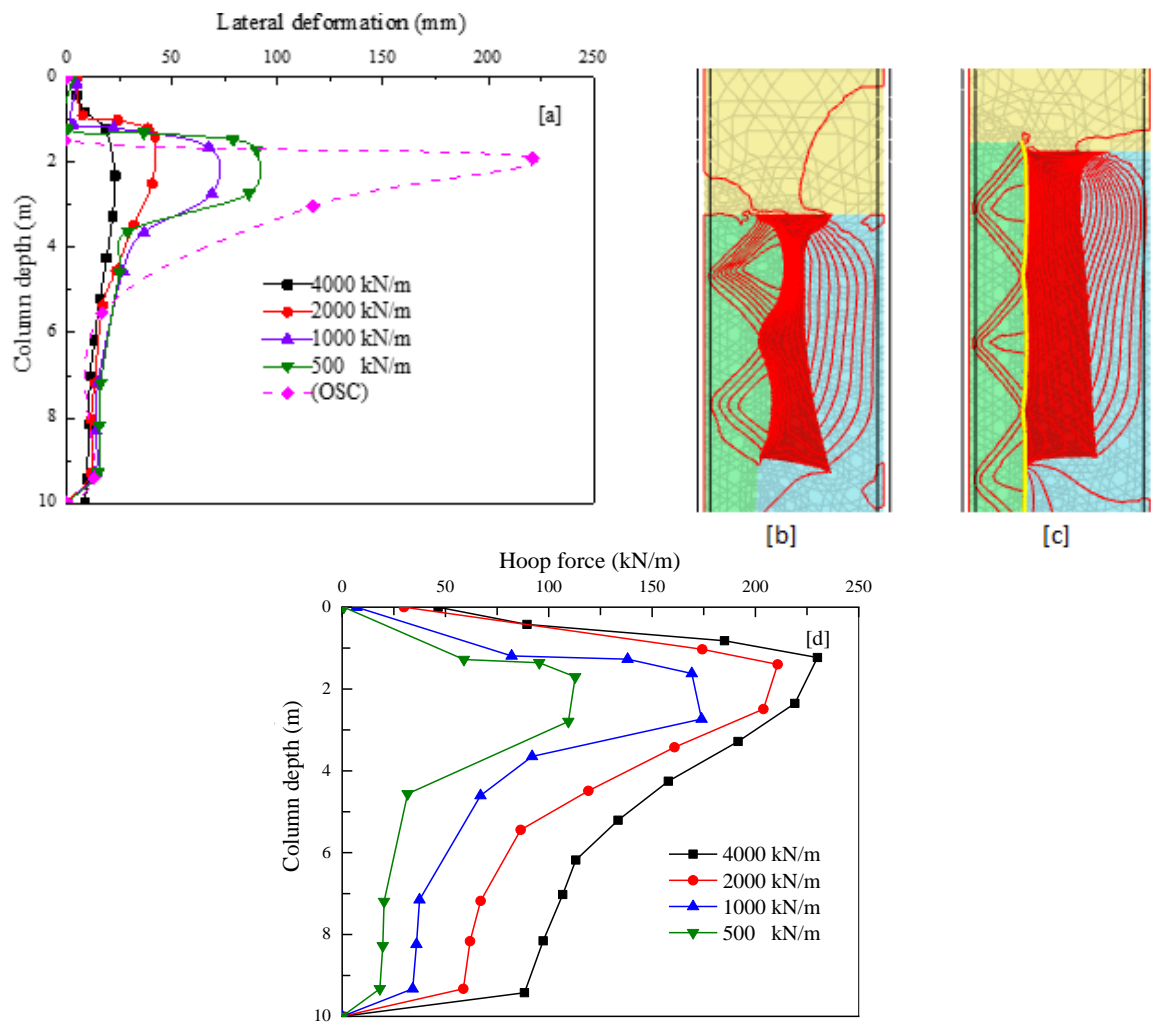 Lateral deformation (mm)
0 50 100 150 200 250
0
2
4
6
8
10
Column depth (m)
[a]
4000 kN/m
2000 kN/m
1000 kN/m
500 kN/m
(OSC)
[b]
[c]
Hoop force (kN/m)
0 50 100 150 200 250
0
2
4
6
8
10
Column depth (m)
[d]
4000 kN/m
2000 kN/m
1000 kN/m
500 kN/m